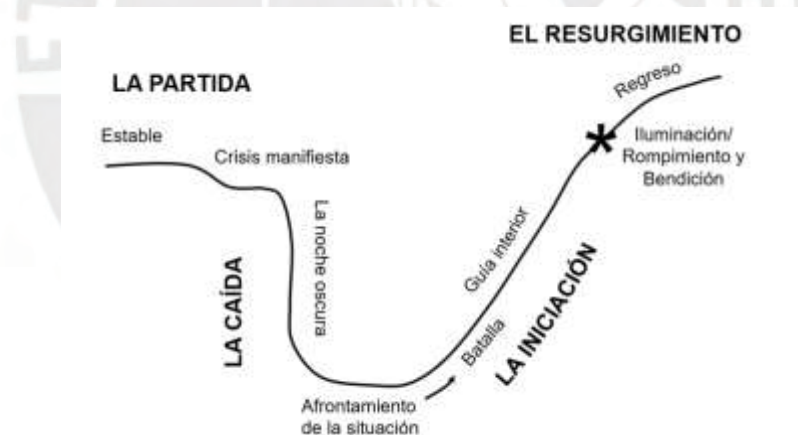 EL RESURGIMIENTO
LA PARTIDA
Regreso
Estable
Crisis manifiesta
Iluminación/
Rompimiento y
Bendición
La noche oscura
LA CAÍDA
Guía interior
Batalla
LA INICIACIÓN
Afrontamiento
de la situación